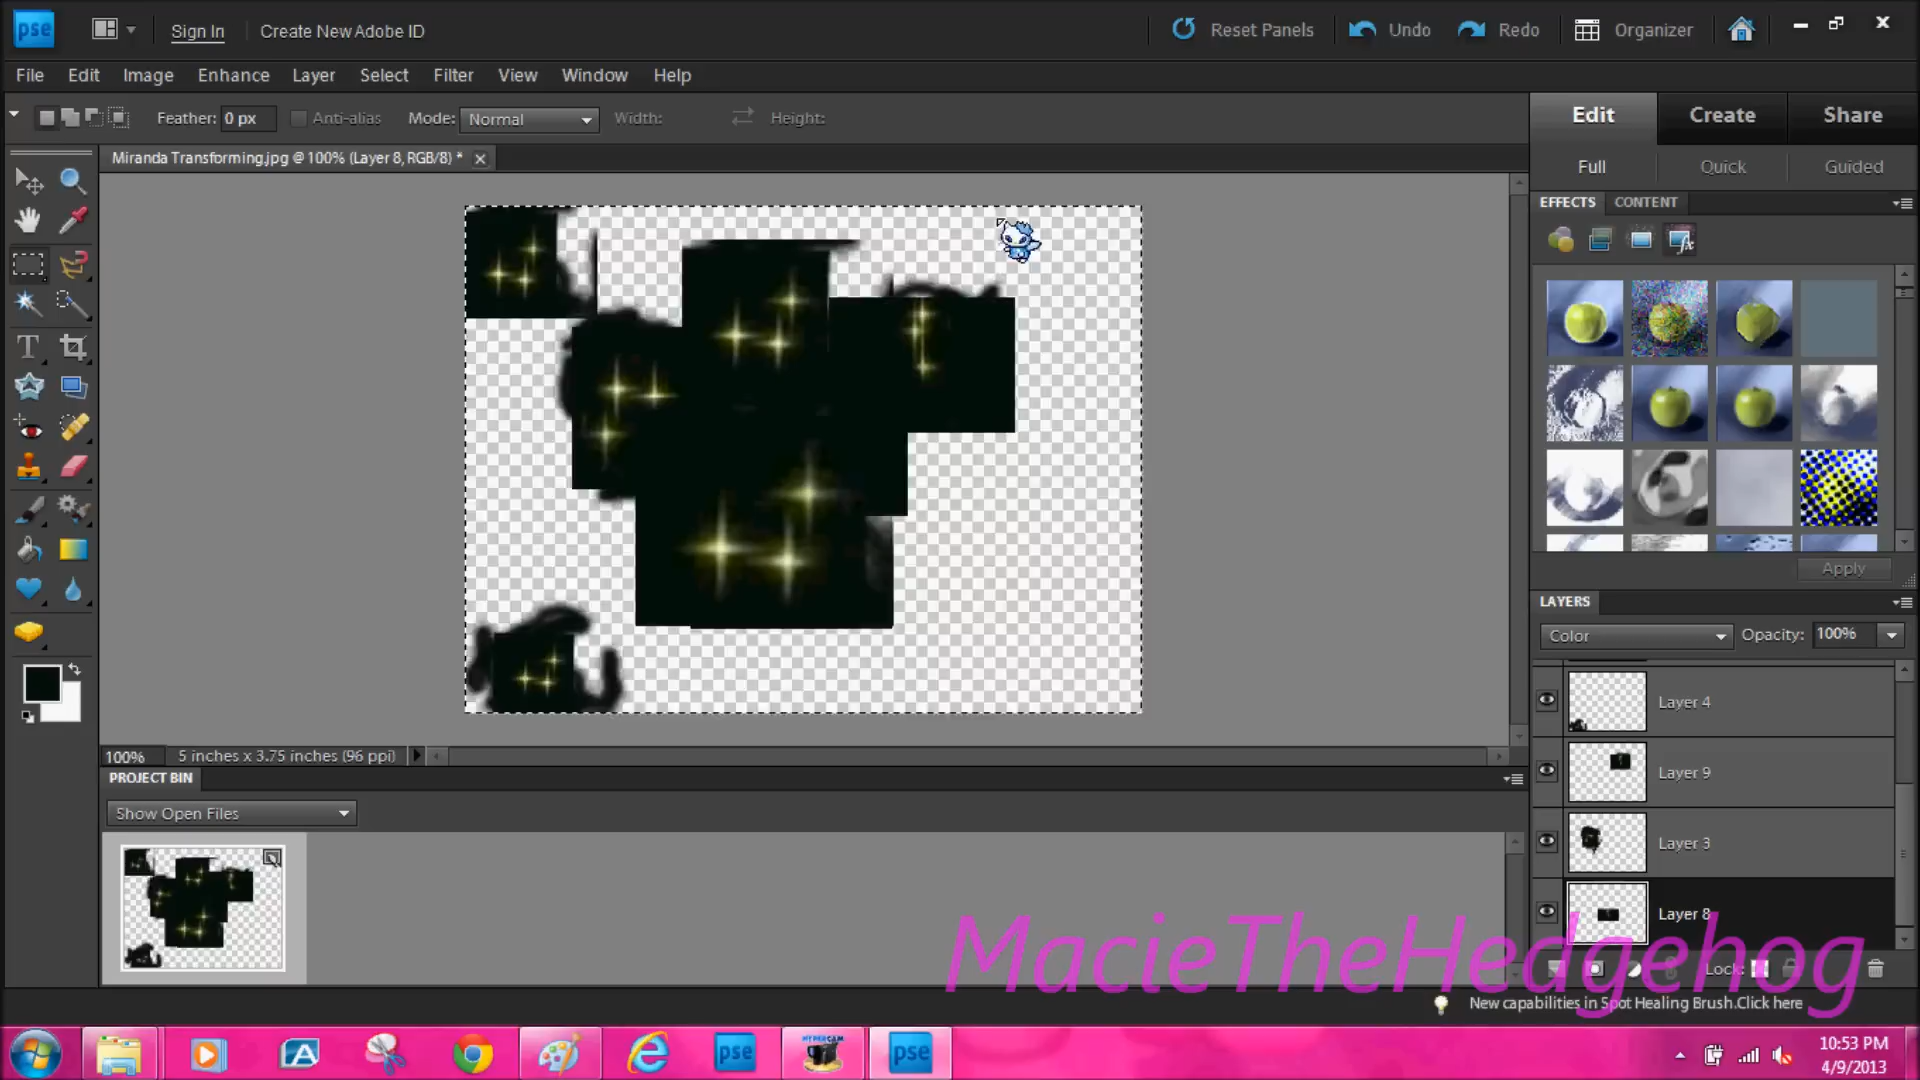 pse Sign In Create New Adobe ID Reset Panels Undo Redo Organizer
File Edit Image Enhance Layer Select Filter View Window Help
Feather: 0 px Anti-alias Mode: Normal Width: Height:
Edit Create Share
Miranda Transforming.jpg @ 100% (Layer 8, RGB/8) *
Full Quick Guided
EFFECTS CONTENT
Apply
LAYERS
Color Opacity: 100%
Layer 4
Layer 9
Layer 3
Layer 8
Lock:
100% 5 inches x 3.75 inches (96 ppi)
PROJECT BIN
Show Open Files
MacieTheHedgehog
New capabilities in Spot Healing Brush.Click here
pse HYPERCAM pse
10:53 PM
4/9/2013